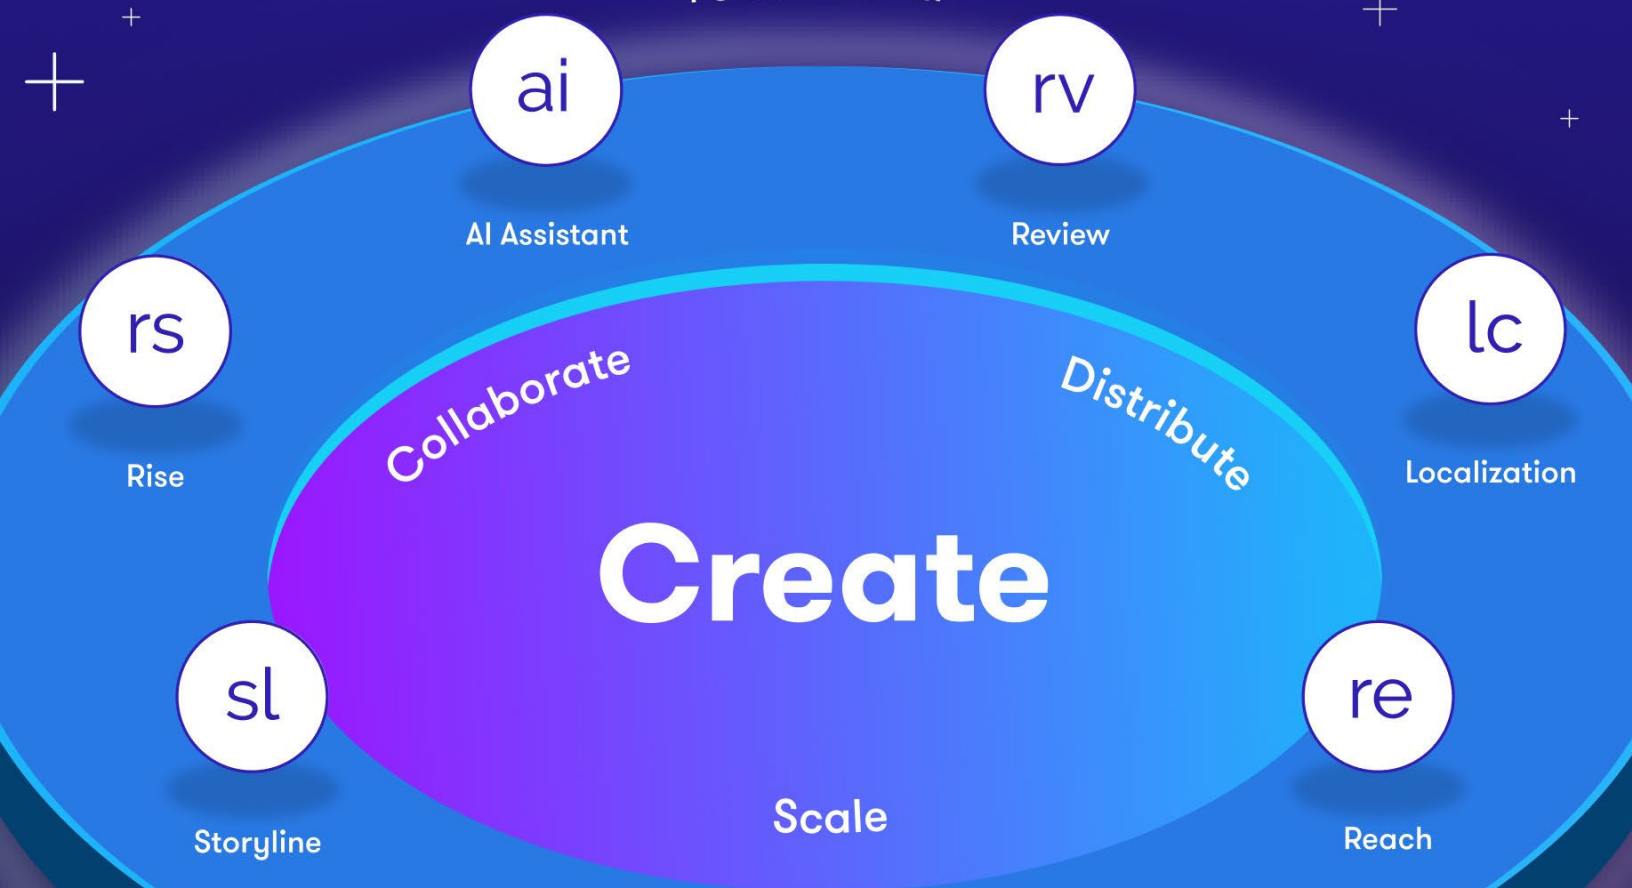 ai
AI Assistant
rv
Review
rs
Rise
lc
Localization
Collaborate
Distribute
Create
sl
Storyline
re
Reach
Scale